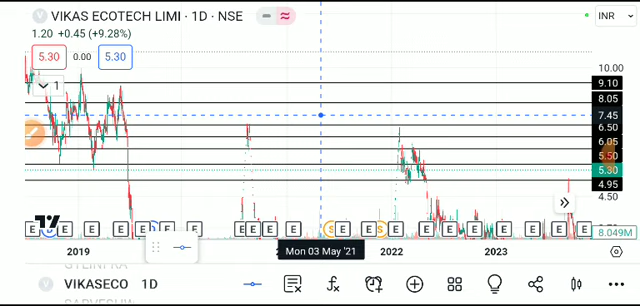 VIKAS ECOTECH LIMI · 1D · NSE
INR
1.20 +0.45 (+9.28%)
5.30 0.00 5.30
1
10.00
9.10
8.05
7.45
6.50
6.05
5.50
5.30
4.95
4.50
E E E E E E E E E E S E E S E E E E E E E E
8.049M
2019 Mon 03 May '21 2022 2023
VIKASECO 1D